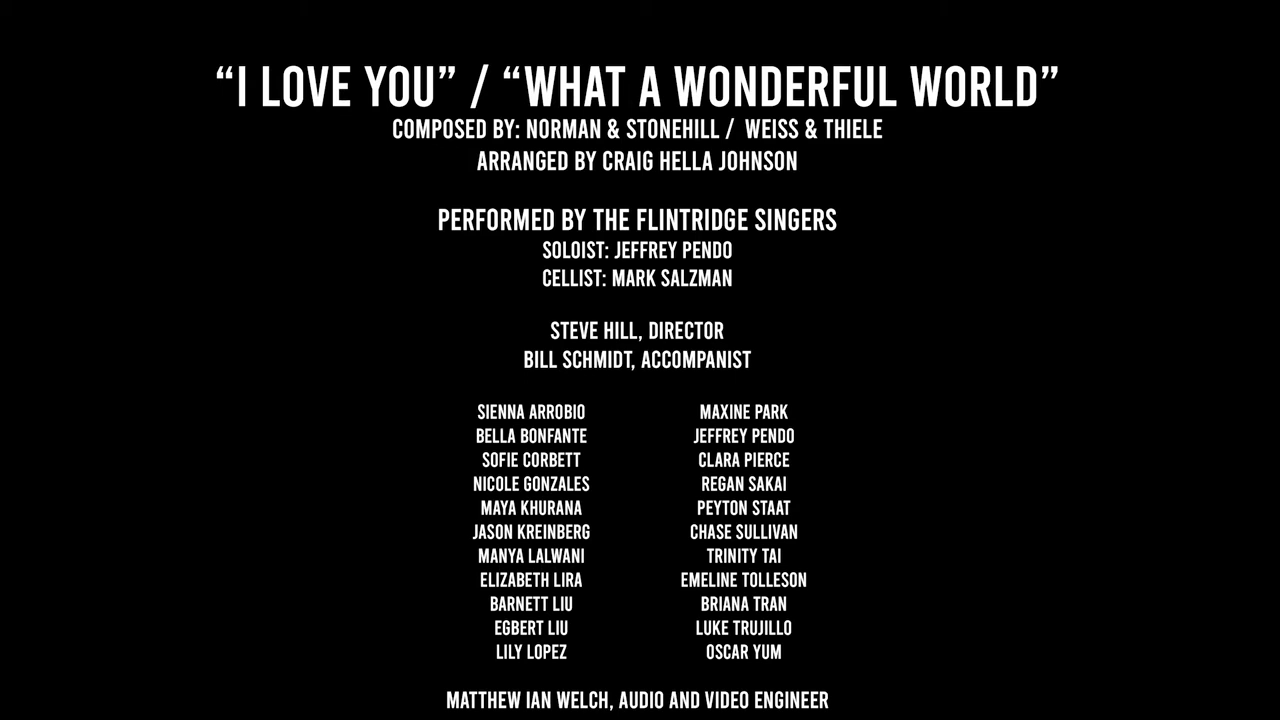 “I LOVE YOU” / “WHAT A WONDERFUL WORLD”
COMPOSED BY: NORMAN & STONEHILL / WEISS & THIELE
ARRANGED BY CRAIG HELLA JOHNSON
PERFORMED BY THE FLINTRIDGE SINGERS
SOLOIST: JEFFREY PENDO
CELLIST: MARK SALZMAN
STEVE HILL, DIRECTOR
BILL SCHMIDT, ACCOMPANIST
SIENNA ARROBIO
BELLA BONFANTE
SOFIE CORBETT
NICOLE GONZALES
MAYA KHURANA
JASON KREINBERG
MANYA LALWANI
ELIZABETH LIRA
BARNETT LIU
EGBERT LIU
LILY LOPEZ
MAXINE PARK
JEFFREY PENDO
CLARA PIERCE
REGAN SAKAI
PEYTON STAAT
CHASE SULLIVAN
TRINITY TAI
EMELINE TOLLESON
BRIANA TRAN
LUKE TRUJILLO
OSCAR YUM
MATTHEW IAN WELCH, AUDIO AND VIDEO ENGINEER